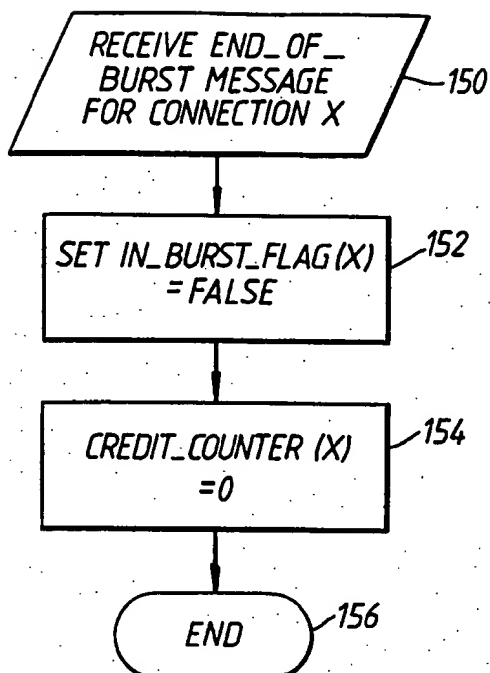 RECEIVE END_OF_
BURST MESSAGE
FOR CONNECTION X
150
SET IN_BURST_FLAG(X)
= FALSE
152
CREDIT_COUNTER (X)
=0
154
END
156